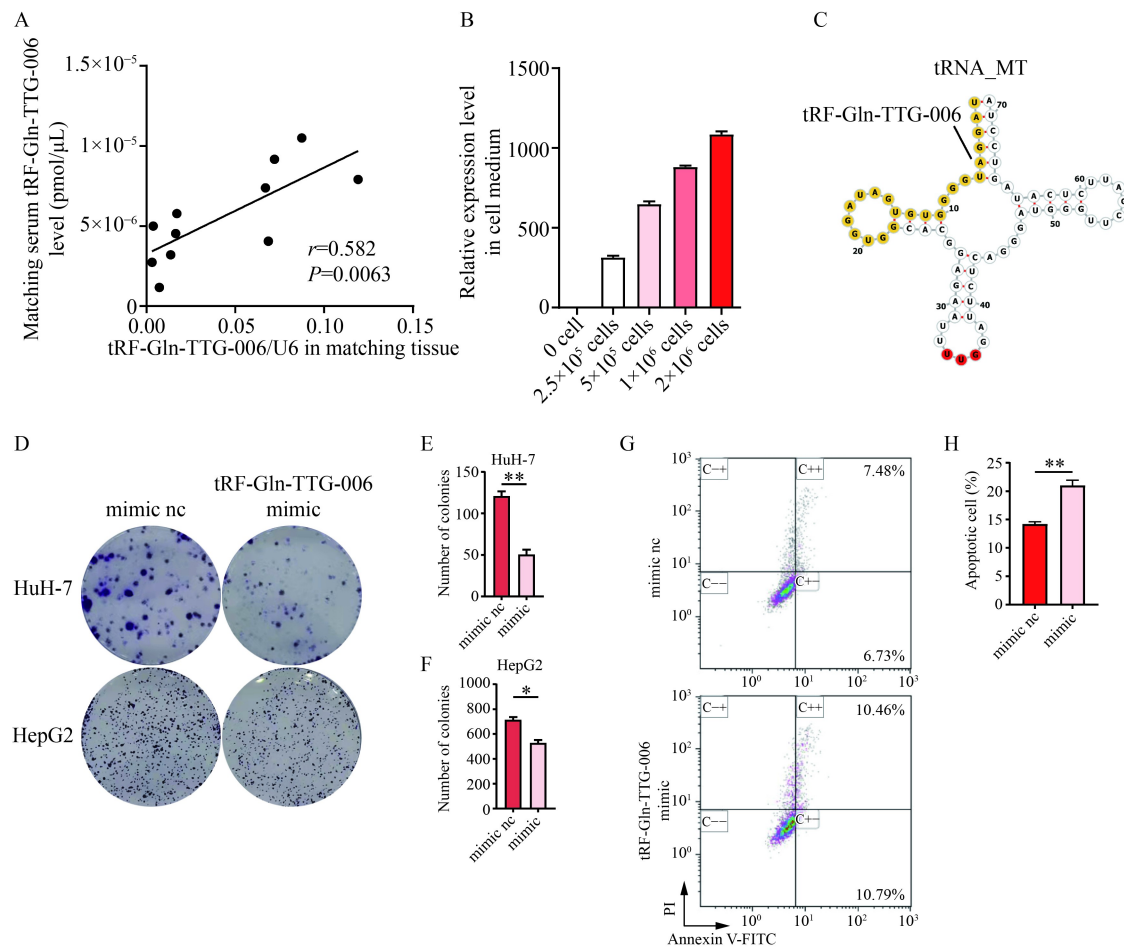 A
Matching serum tRF-Gln-TTG-006
level (pmol/μL)
1.5×10⁻⁵
1×10⁻⁵
5×10⁻⁶
0
0.00
0.05
0.10
0.15
r=0.582
P=0.0063
tRF-Gln-TTG-006/U6 in matching tissue
B
Relative expression level
in cell medium
1500
1000
500
0
0 cell
2.5×10⁵ cells
5×10⁵ cells
1×10⁶ cells
2×10⁶ cells
C
tRNA_MT
tRF-Gln-TTG-006
70
60
50
40
30
20
10
D
tRF-Gln-TTG-006
mimic nc
mimic
HuH-7
HepG2
E
HuH-7
Number of colonies
150
100
50
0
**
mimic nc
mimic
F
HepG2
Number of colonies
1000
800
600
400
200
0
*
mimic nc
mimic
G
mimic nc
10³
10²
10¹
10⁰
C−+
C++
7.48%
C−−
C+−
6.73%
10⁰
10¹
10²
10³
tRF-Gln-TTG-006
mimic
10³
10²
10¹
10⁰
C−+
C++
10.46%
C−−
C+−
10.79%
10⁰
10¹
10²
10³
PI
Annexin V-FITC
H
Apoptotic cell (%)
25
20
15
10
5
0
**
mimic nc
mimic